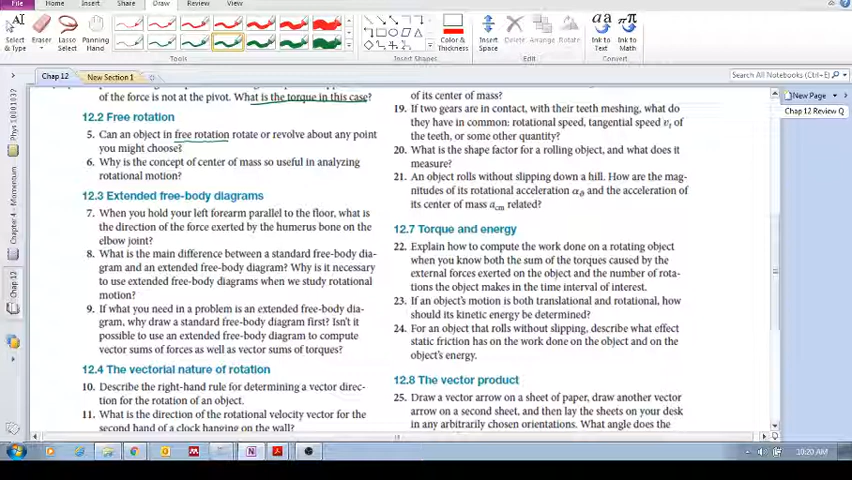 File
Home
Insert
Draw
History
Review
View
Select
& Type
Eraser
Lasso
Select
Panning
Hand
Tools
Insert Shapes
Color &
Thickness
Insert
Space
Delete
Arrange
Rotate
Edit
Ink to
Text
Ink to
Math
Convert
Chap 12
New Section 1
Search All Notebooks (Ctrl+E)
New Page
Chap 12 Review Q
Phys 10101037
Chapter 4 - Momentum
Chap 12
of the force is not at the pivot. What is the torque in this case?
12.2 Free rotation
5. Can an object in free rotation rotate or revolve about any point
you might choose?
6. Why is the concept of center of mass so useful in analyzing
rotational motion?
12.3 Extended free-body diagrams
7. When you hold your left forearm parallel to the floor, what is
the direction of the force exerted by the humerus bone on the
elbow joint?
8. What is the main difference between a standard free-body dia-
gram and an extended free-body diagram? Why is it necessary
to use extended free-body diagrams when we study rotational
motion?
9. If what you need in a problem is an extended free-body dia-
gram, why draw a standard free-body diagram first? Isn't it
possible to use an extended free-body diagram to compute
vector sums of forces as well as vector sums of torques?
12.4 The vectorial nature of rotation
10. Describe the right-hand rule for determining a vector direc-
tion for the rotation of an object.
11. What is the direction of the rotational velocity vector for the
second hand of a clock hanging on the wall?
of its center of mass?
19. If two gears are in contact, with their teeth meshing, what do
they have in common: rotational speed, tangential speed vt of
the teeth, or some other quantity?
20. What is the shape factor for a rolling object, and what does it
measure?
21. An object rolls without slipping down a hill. How are the mag-
nitudes of its rotational acceleration αϑ and the acceleration of
its center of mass acm related?
12.7 Torque and energy
22. Explain how to compute the work done on a rotating object
when you know both the sum of the torques caused by the
external forces exerted on the object and the number of rota-
tions the object makes in the time interval of interest.
23. If an object's motion is both translational and rotational, how
should its kinetic energy be determined?
24. For an object that rolls without slipping, describe what effect
static friction has on the work done on the object and on the
object's energy.
12.8 The vector product
25. Draw a vector arrow on a sheet of paper, draw another vector
arrow on a second sheet, and then lay the sheets on your desk
in any arbitrarily chosen orientations. What angle does the
10:20 AM